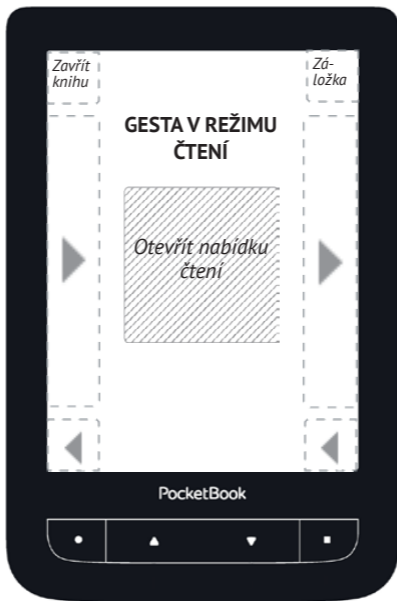 Zavřít
knihu
Zá-
ložka
GESTA V REŽIMU
ČTENÍ
Otevřít nabídku
čtení
PocketBook